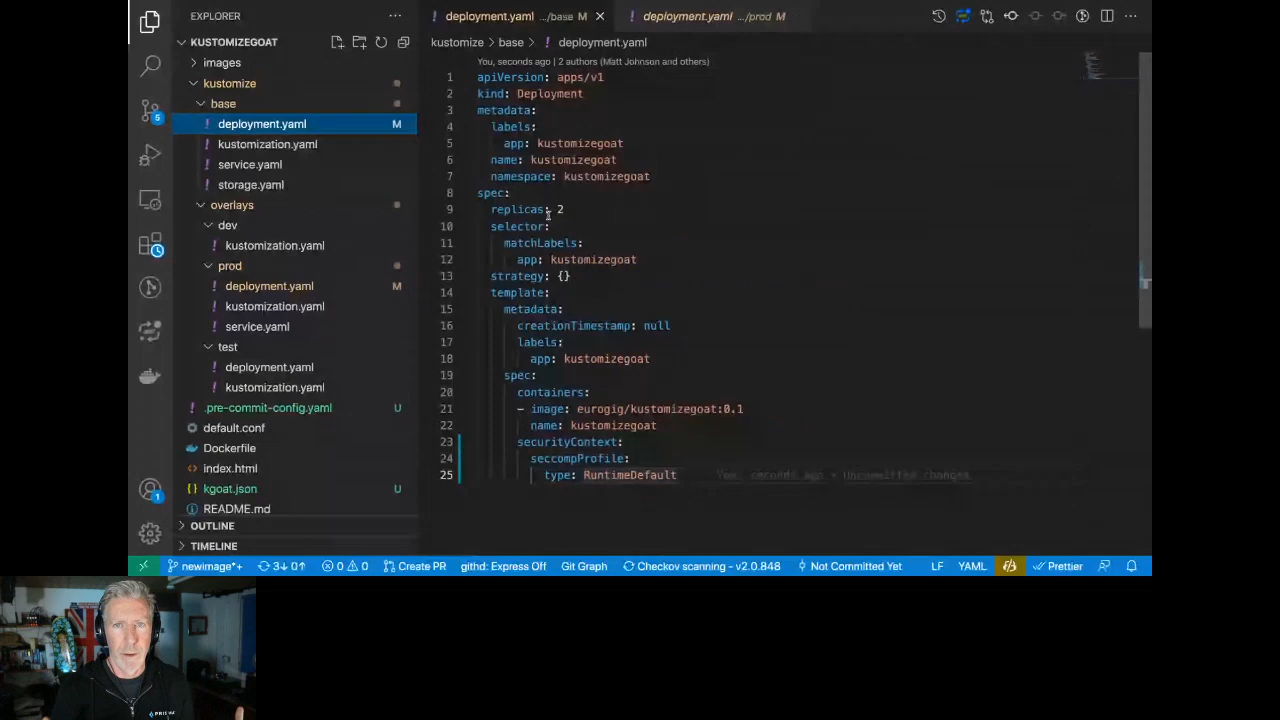 EXPLORER
KUSTOMIZEGOAT
images
kustomize
base
deployment.yaml M
kustomization.yaml
service.yaml
storage.yaml
overlays
dev
kustomization.yaml
prod
deployment.yaml M
kustomization.yaml
service.yaml
test
deployment.yaml
kustomization.yaml
.pre-commit-config.yaml U
default.conf
Dockerfile
index.html
kgoat.json U
README.md
OUTLINE
TIMELINE
5
1
deployment.yaml .../base M
deployment.yaml .../prod M
kustomize > base > deployment.yaml
You, seconds ago | 2 authors (Matt Johnson and others)
1 apiVersion: apps/v1
2 kind: Deployment
3 metadata:
4 labels:
5 app: kustomizegoat
6 name: kustomizegoat
7 namespace: kustomizegoat
8 spec:
9 replicas: 2
10 selector:
11 matchLabels:
12 app: kustomizegoat
13 strategy: {}
14 template:
15 metadata:
16 creationTimestamp: null
17 labels:
18 app: kustomizegoat
19 spec:
20 containers:
21 - image: eurogig/kustomizegoat:0.1
22 name: kustomizegoat
23 securityContext:
24 seccompProfile:
25 type: RuntimeDefault You, seconds ago • Uncommitted changes
newimage*+ 3↓ 0↑ 0 0 Create PR githd: Express Off Git Graph Checkov scanning - v2.0.848 Not Committed Yet LF YAML Prettier